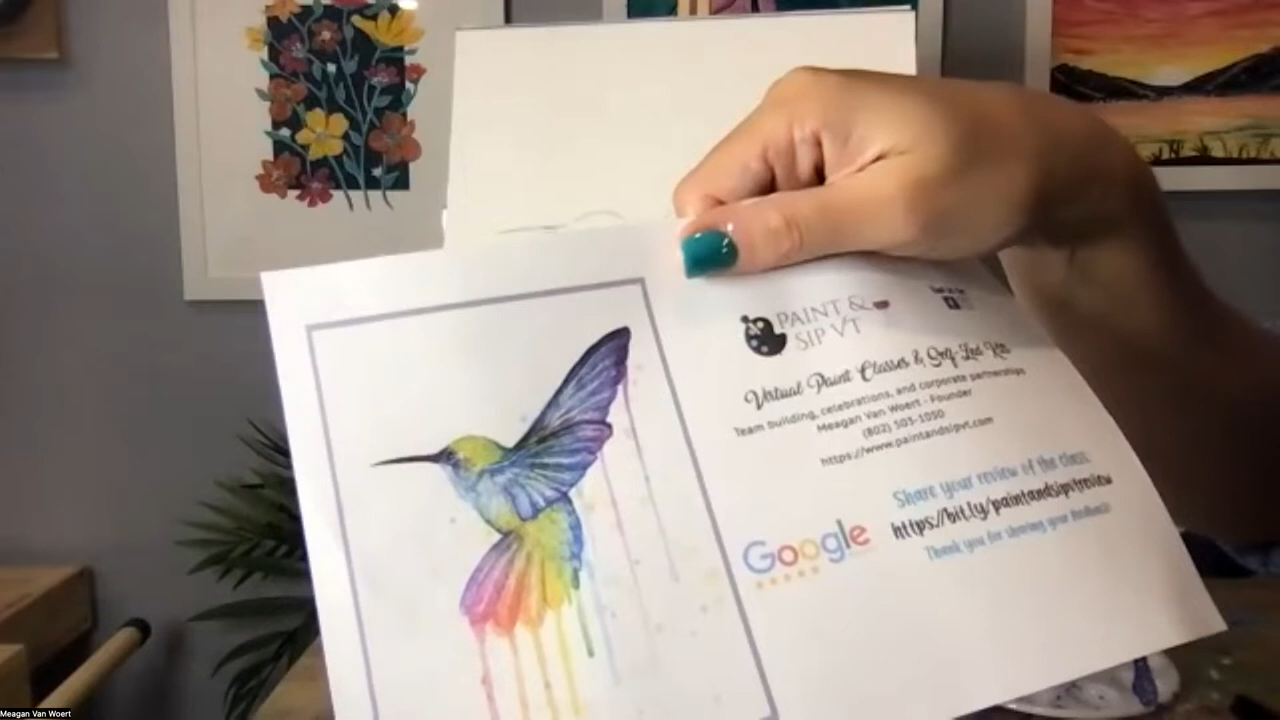 PAINT &
SIP VT
Virtual Paint Classes & Self-Led Kits
Team building, celebrations, and corporate partnerships
Meagan Van Woert - Founder
(802) 503-1050
https://www.paintandsipvt.com
Share your review of the class:
https://bit.ly/paintandsipvtreview
Thank you for sharing your feedback!
Google
Meagan Van Woert